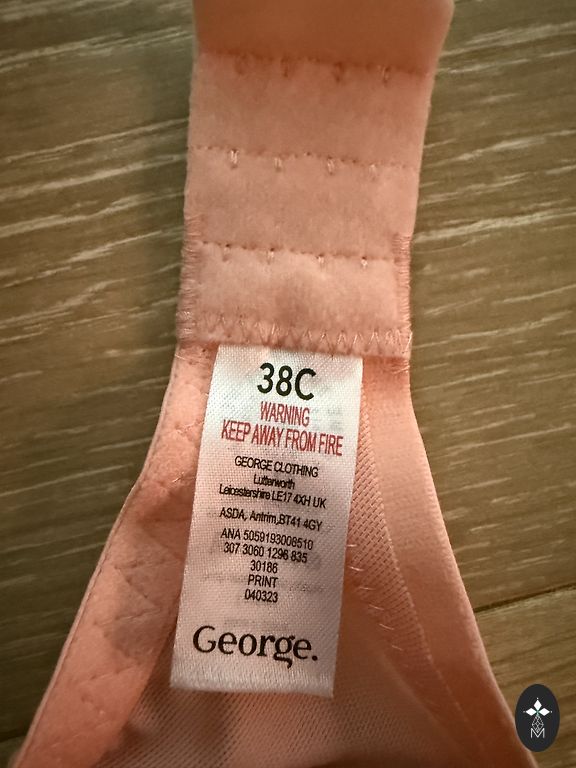 38C
WARNING
KEEP AWAY FROM FIRE
GEORGE CLOTHING
Lutterworth
Leicestershire LE17 4XH UK
ASDA, Antrim,BT41 4GY
ANA 5059193008510
307 3060 1296 835
30186
PRINT
040323
George.
M